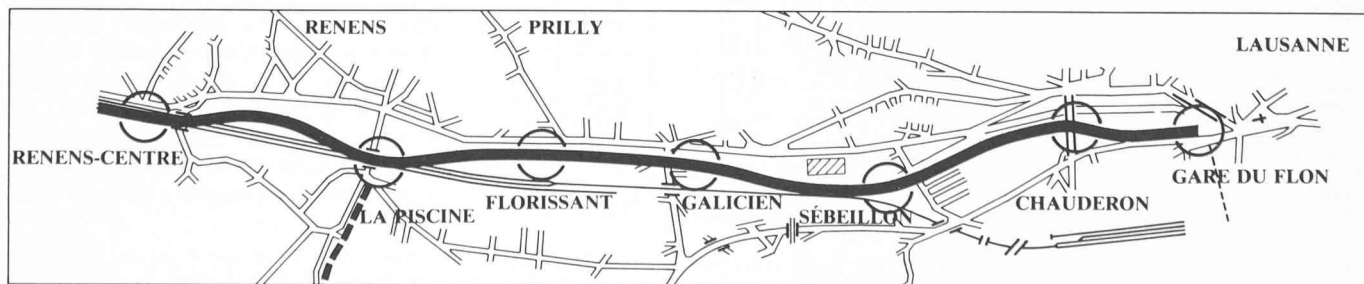 RENENS
PRILLY
LAUSANNE
RENENS-CENTRE
LA PISCINE
FLORISSANT
GALICIEN
SÉBEILLON
CHAUDERON
GARE DU FLON